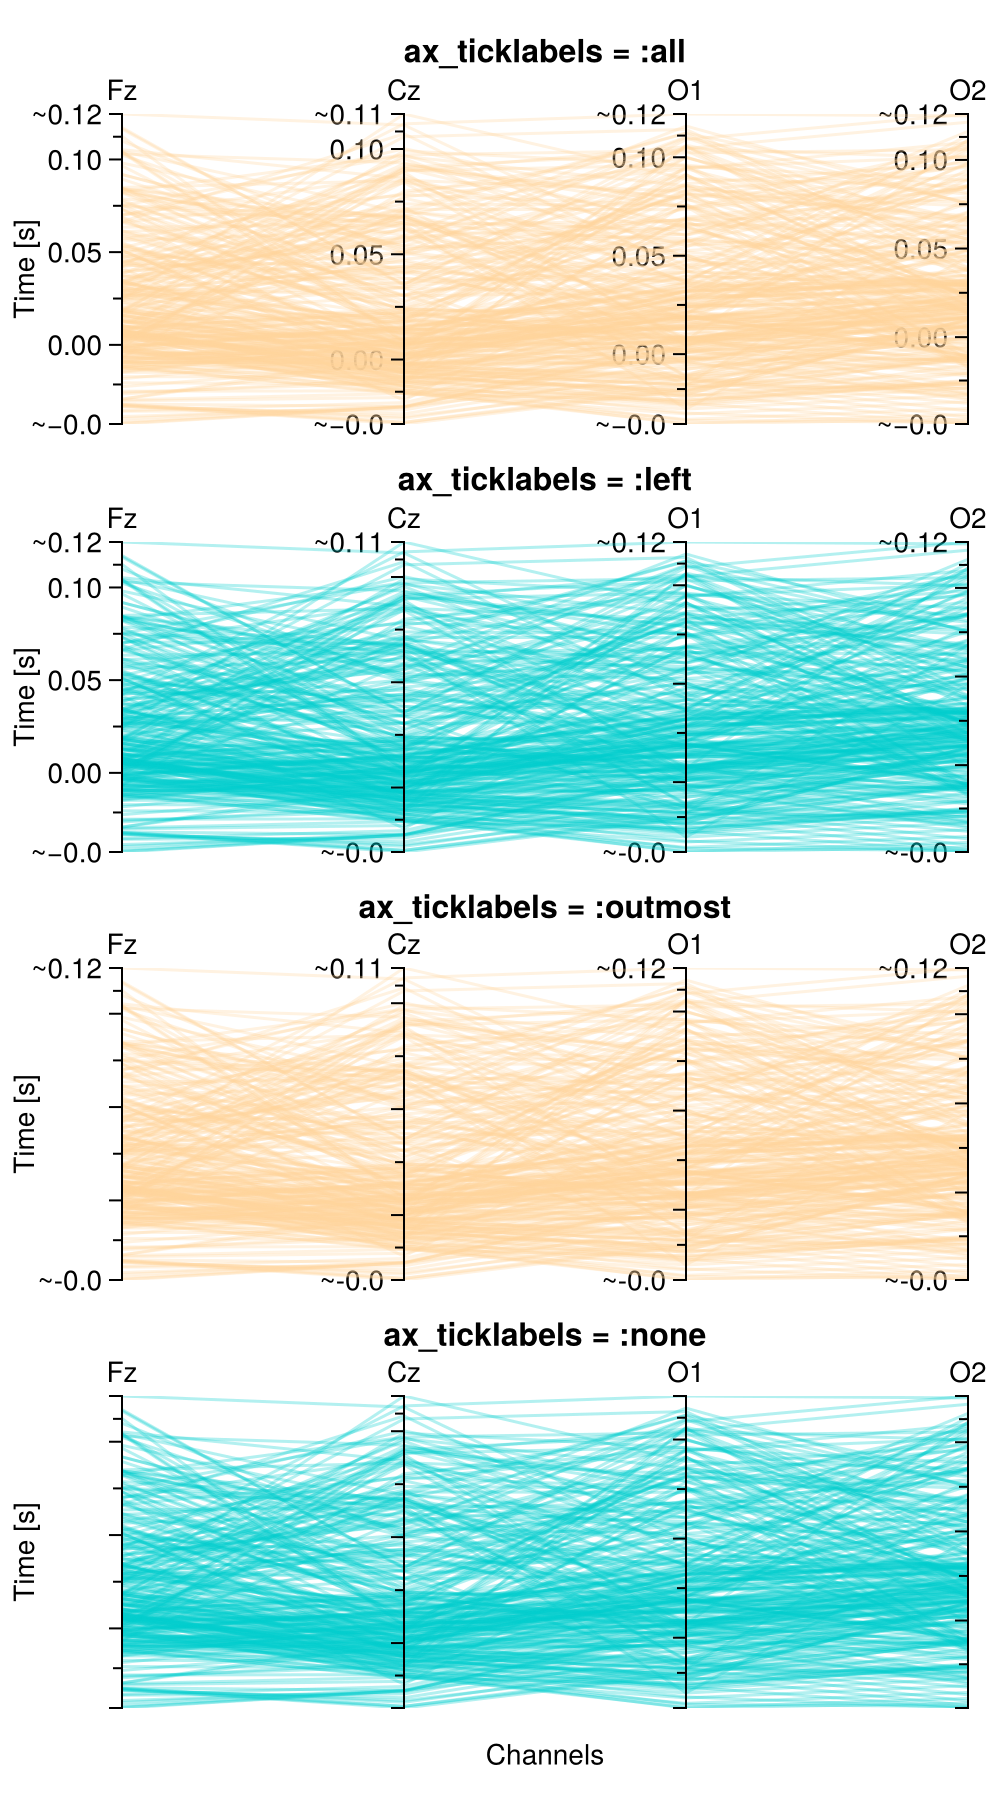 ax_ticklabels = :all
Fz Cz O1 O2
~0.12 ~0.11 ~0.12 ~0.12
0.10 0.10 0.10 0.10
0.05 0.05 0.05 0.05
0.00 0.00 0.00 0.00
~−0.0 ~−0.0 ~−0.0 ~−0.0
Time [s]
ax_ticklabels = :left
Fz Cz O1 O2
~0.12 ~0.11 ~0.12 ~0.12
0.10
0.05
0.00
~−0.0 ~-0.0 ~-0.0 ~-0.0
Time [s]
ax_ticklabels = :outmost
Fz Cz O1 O2
~0.12 ~0.11 ~0.12 ~0.12
~-0.0 ~-0.0 ~-0.0 ~-0.0
Time [s]
ax_ticklabels = :none
Fz Cz O1 O2
Time [s]
Channels